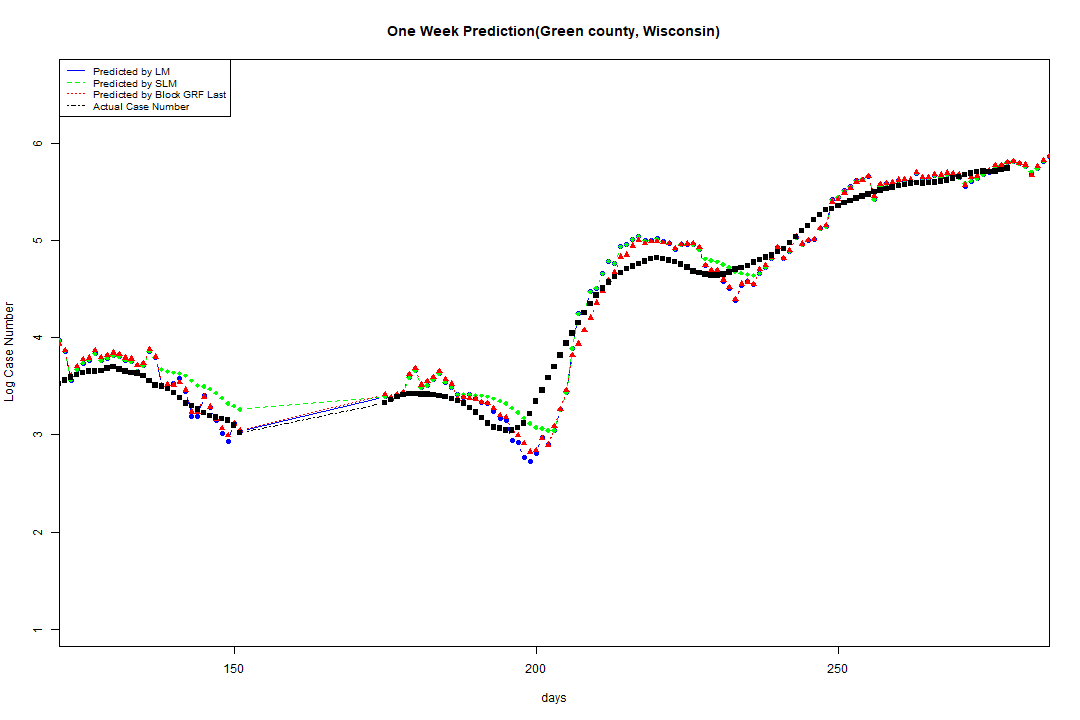 One Week Prediction(Green county, Wisconsin)
Predicted by LM
Predicted by SLM
Predicted by Block GRF Last
Actual Case Number
6
5
4
3
2
1
Log Case Number
150
200
250
days